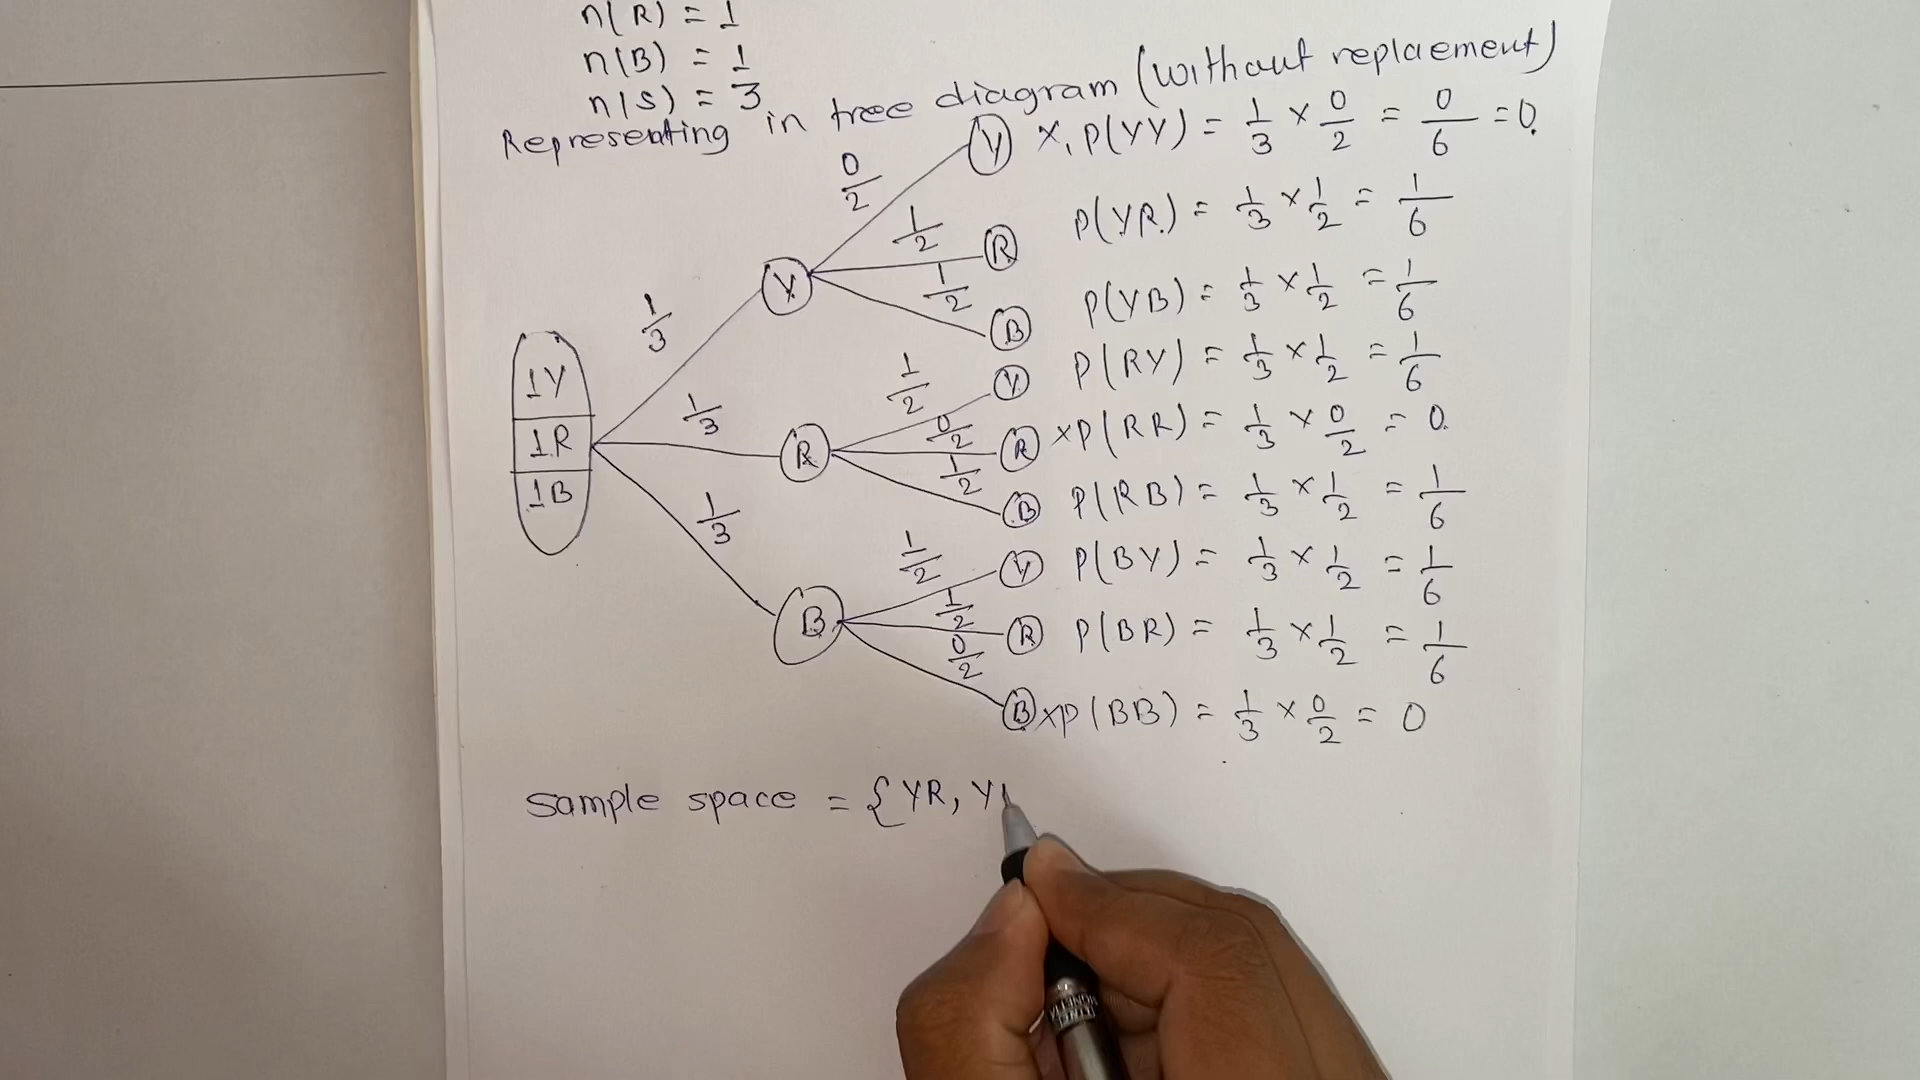 n(R) = 1
n(B) = 1
n(S) = 3
Representing in tree diagram (without replaement)
0/2 Y ×, P(YY) = 1/3 × 0/2 = 0/6 = 0.
1/2 R P(YR) = 1/3 × 1/2 = 1/6
1/3 Y
1/2 B P(YB) = 1/3 × 1/2 = 1/6
1Y
1/2 Y P(RY) = 1/3 × 1/2 = 1/6
1R 1/3 R 0/2 R ×P(RR) = 1/3 × 0/2 = 0.
1B
1/2 B P(RB) = 1/3 × 1/2 = 1/6
1/3
1/2 Y P(BY) = 1/3 × 1/2 = 1/6
B 1/2 R P(BR) = 1/3 × 1/2 = 1/6
0/2 B ×P(BB) = 1/3 × 0/2 = 0
Sample space = {YR, Y